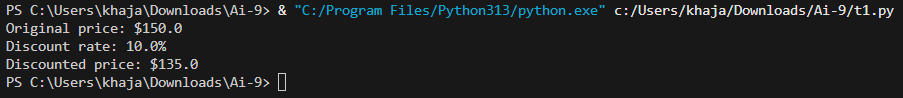 PS C:\Users\khaja\Downloads\Ai-9> & "C:/Program Files/Python313/python.exe" c:/Users/khaja/Downloads/Ai-9/t1.py
Original price: $150.0
Discount rate: 10.0%
Discounted price: $135.0
PS C:\Users\khaja\Downloads\Ai-9>